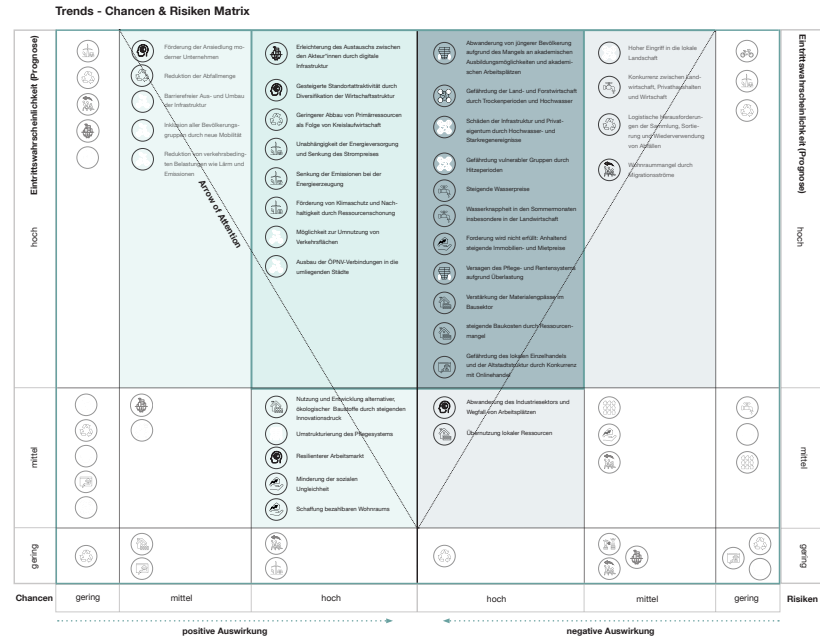 Trends - Chancen & Risiken Matrix
Eintrittswahrscheinlichkeit (Prognose)
hoch
mittel
gering
Förderung der Ansiedlung mo-
derner Unternehmen
Reduktion der Abfallmenge
Barrierefreier Aus- und Umbau
der Infrastruktur
Inklusion aller Bevölkerungs-
gruppen durch neue Mobilität
Reduktion von verkehrsbeding-
ten Belastungen wie Lärm und
Emissionen
Arrow of Attention
Erleichterung des Austauschs zwischen
den Akteur*innen durch digitale
Infrastruktur
Gesteigerte Standortattraktivität durch
Diversifikation der Wirtschaftsstruktur
Geringerer Abbau von Primärressourcen
als Folge von Kreislaufwirtschaft
Unabhängigkeit der Energieversorgung
und Senkung des Strompreises
Senkung der Emissionen bei der
Energieerzeugung
Förderung von Klimaschutz und Nach-
haltigkeit durch Ressourcenschonung
Möglichkeit zur Umnutzung von
Verkehrsflächen
Ausbau der ÖPNV-Verbindungen in die
umliegenden Städte
Abwanderung von jüngerer Bevölkerung
aufgrund des Mangels an akademischen
Ausbildungsmöglichkeiten und akademi-
schen Arbeitsplätzen
Gefährdung der Land- und Forstwirtschaft
durch Trockenperioden und Hochwasser
Schäden der Infrastruktur und Privat-
eigentum durch Hochwasser- und
Starkregenereignisse
Gefährdung vulnerabler Gruppen durch
Hitzeperioden
Steigende Wasserpreise
Wasserknappheit in den Sommermonaten
insbesondere in der Landwirtschaft
Forderung wird nicht erfüllt: Anhaltend
steigende Immobilien- und Mietpreise
Versagen des Pflege- und Rentensystems
aufgrund Überlastung
Verstärkung der Materialengpässe im
Bausektor
steigende Baukosten durch Ressourcen-
mangel
Gefährdung des lokalen Einzelhandels
und der Altstadtstruktur durch Konkurrenz
mit Onlinehandel
Hoher Eingriff in die lokale
Landschaft
Konkurrenz zwischen Land-
wirtschaft, Privathaushalten
und Wirtschaft
Logistische Herausforderun-
gen der Sammlung, Sortie-
rung und Wiederverwendung
von Abfällen
Wohnraummangel durch
Migrationsströme
Eintrittswahrscheinlichkeit (Prognose)
hoch
mittel
gering
Nutzung und Entwicklung alternativer,
ökologischer Baustoffe durch steigenden
Innovationsdruck
Umstrukturierung des Pflegesystems
Resilienterer Arbeitsmarkt
Minderung der sozialen
Ungleichheit
Schaffung bezahlbaren Wohnraums
Abwanderung des Industriesektors und
Wegfall von Arbeitsplätzen
Übernutzung lokaler Ressourcen
Chancen
gering
mittel
hoch
hoch
mittel
gering
Risiken
positive Auswirkung
negative Auswirkung